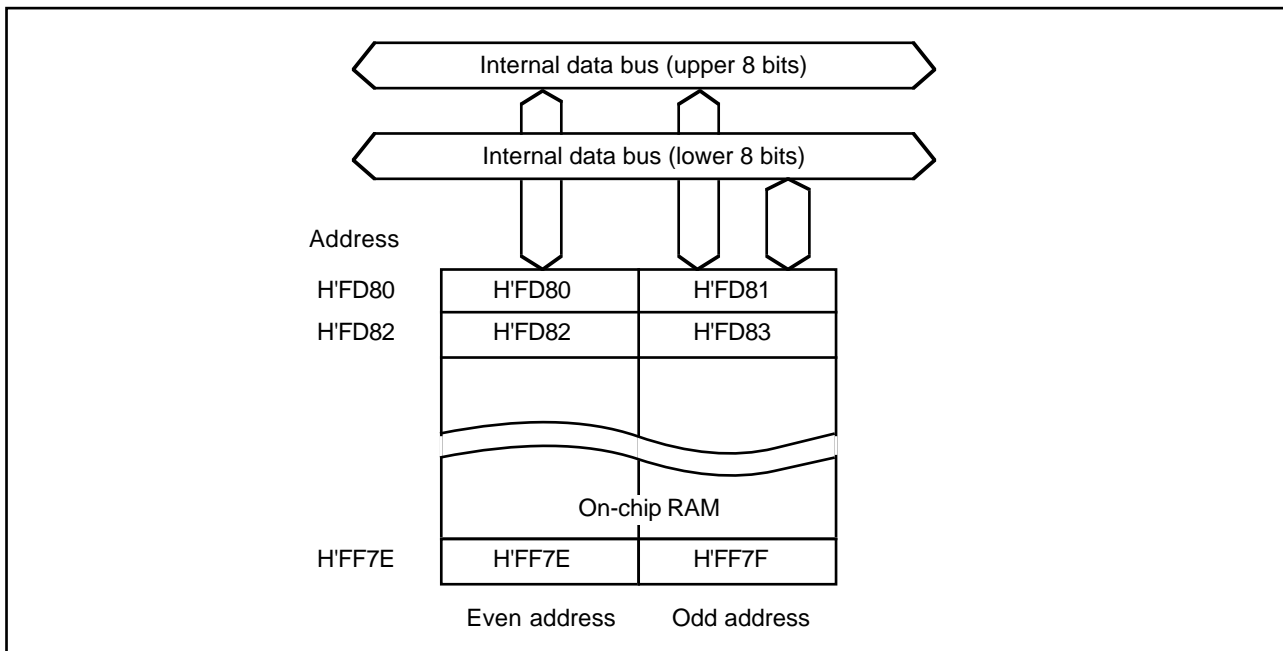 Internal data bus (upper 8 bits)
Internal data bus (lower 8 bits)
Address
H'FD80 H'FD80 H'FD81
H'FD82 H'FD82 H'FD83
On-chip RAM
H'FF7E H'FF7E H'FF7F
Even address Odd address